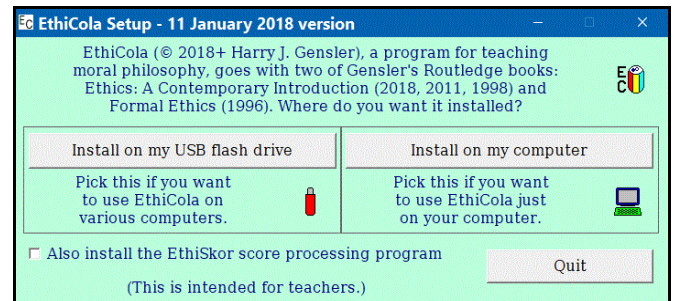 EC EthiCola Setup - 11 January 2018 version
EthiCola (© 2018+ Harry J. Gensler), a program for teaching
moral philosophy, goes with two of Gensler's Routledge books:
Ethics: A Contemporary Introduction (2018, 2011, 1998) and
Formal Ethics (1996). Where do you want it installed?
E
C
Install on my USB flash drive
Pick this if you want
to use EthiCola on
various computers.
Install on my computer
Pick this if you want
to use EthiCola just
on your computer.
Also install the EthiSkor score processing program
(This is intended for teachers.)
Quit